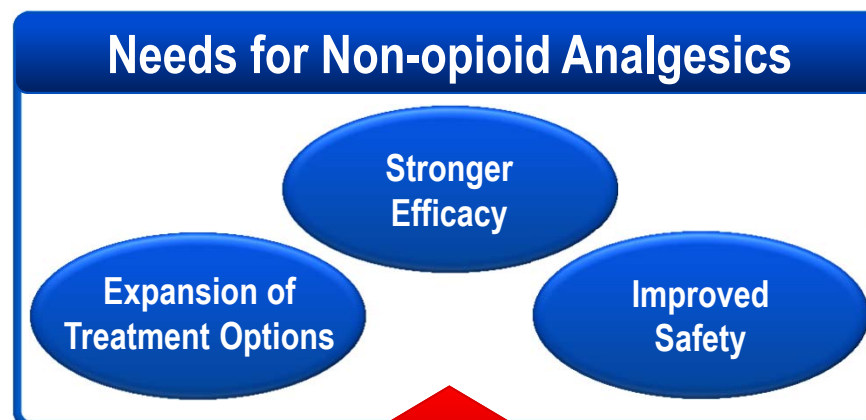 Needs for Non-opioid Analgesics
Stronger
Efficacy
Expansion of
Treatment Options
Improved
Safety